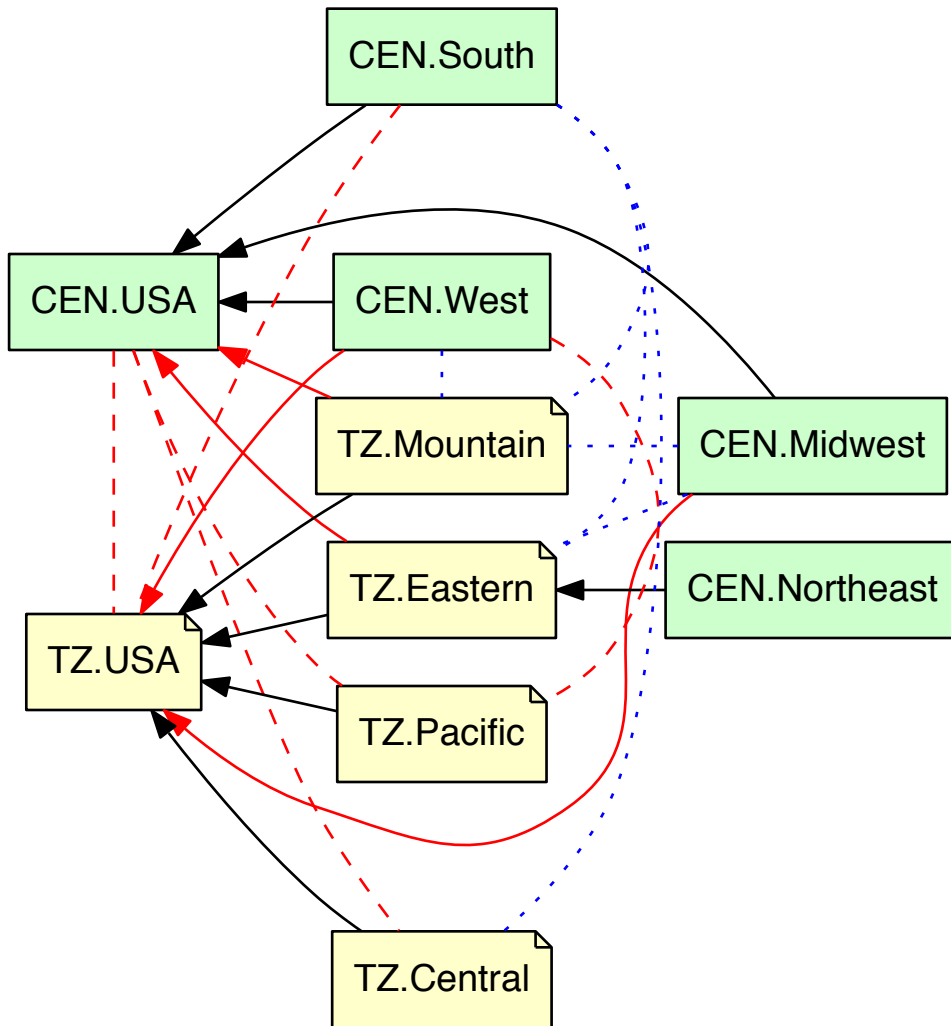 CEN.South
CEN.USA
CEN.West
TZ.Mountain
CEN.Midwest
TZ.Eastern
CEN.Northeast
TZ.USA
TZ.Pacific
TZ.Central